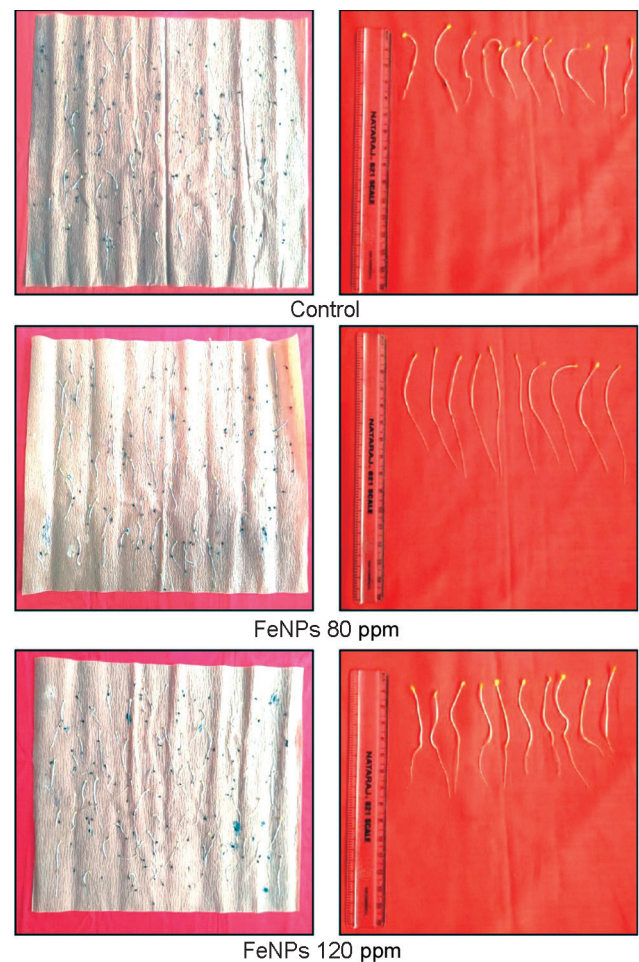 NATARAJ. 621 SCALE
Control
NATARAJ. 621 SCALE
FeNPs 80 ppm
NATARAJ. 621 SCALE
FeNPs 120 ppm